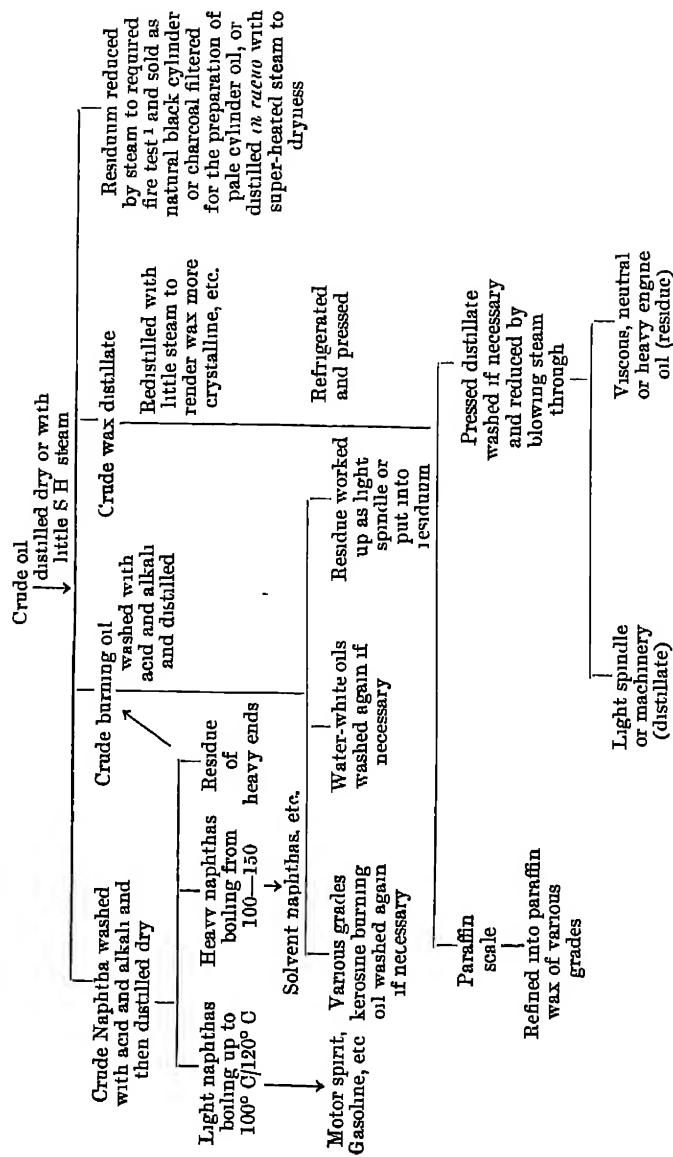 Crude oil
distilled dry or with
little S H steam
Crude Naphtha washed
with acid and alkali and
then distilled dry
Crude burning oil
washed with
acid and alkali
and distilled
Crude wax distillate
Redistilled with
little steam to
render wax more
crystalline, etc.
Refrigerated
and pressed
Residuum reduced
by steam to required
fire test¹ and sold as
natural black cylinder
or charcoal filtered
for the preparation of
pale cylinder oil, or
distilled in vacuo with
super-heated steam to
dryness
Light naphthas
boiling up to
100° C/120° C
Heavy naphthas
boiling from
100—150
Residue
of
heavy ends
Motor spirit,
Gasoline, etc
Solvent naphthas, etc.
Various grades
kerosine burning
oil washed again
if necessary
Water-white oils
washed again if
necessary
Residue worked
up as light
spindle or
put into
residuum
Paraffin
scale
Refined into paraffin
wax of various
grades
Pressed distillate
washed if necessary
and reduced by
blowing steam
through
Light spindle
or machinery
(distillate)
Viscous, neutral
or heavy engine
oil (residue)